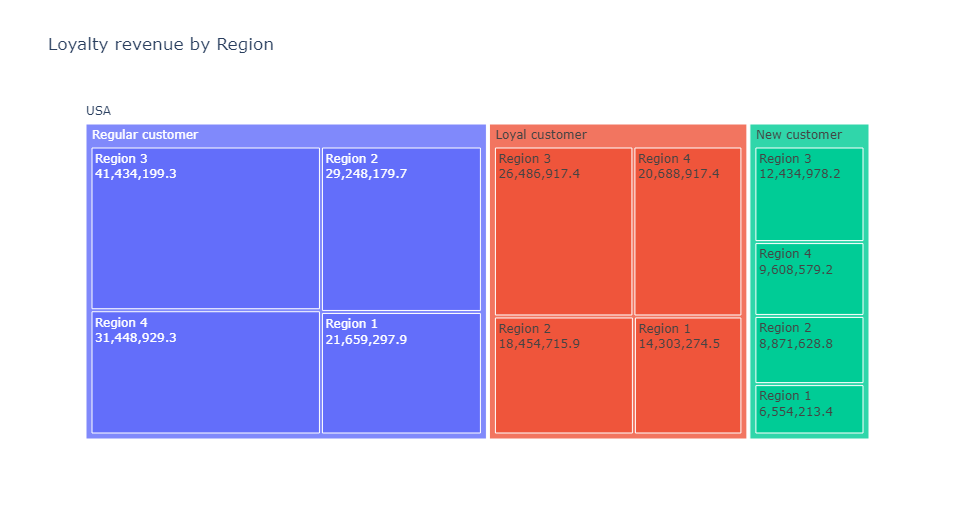 Loyalty revenue by Region
USA
Regular customer
Region 3
41,434,199.3
Region 2
29,248,179.7
Region 4
31,448,929.3
Region 1
21,659,297.9
Loyal customer
Region 3
26,486,917.4
Region 4
20,688,917.4
Region 2
18,454,715.9
Region 1
14,303,274.5
New customer
Region 3
12,434,978.2
Region 4
9,608,579.2
Region 2
8,871,628.8
Region 1
6,554,213.4